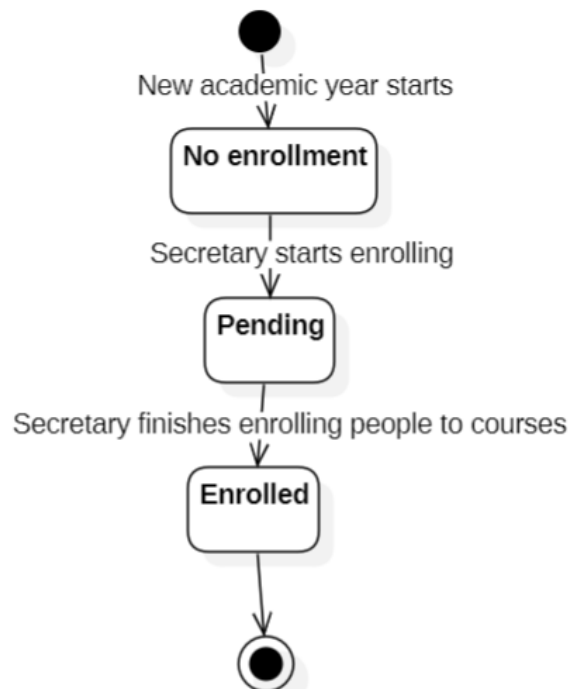 New academic year starts
No enrollment
Secretary starts enrolling
Pending
Secretary finishes enrolling people to courses
Enrolled